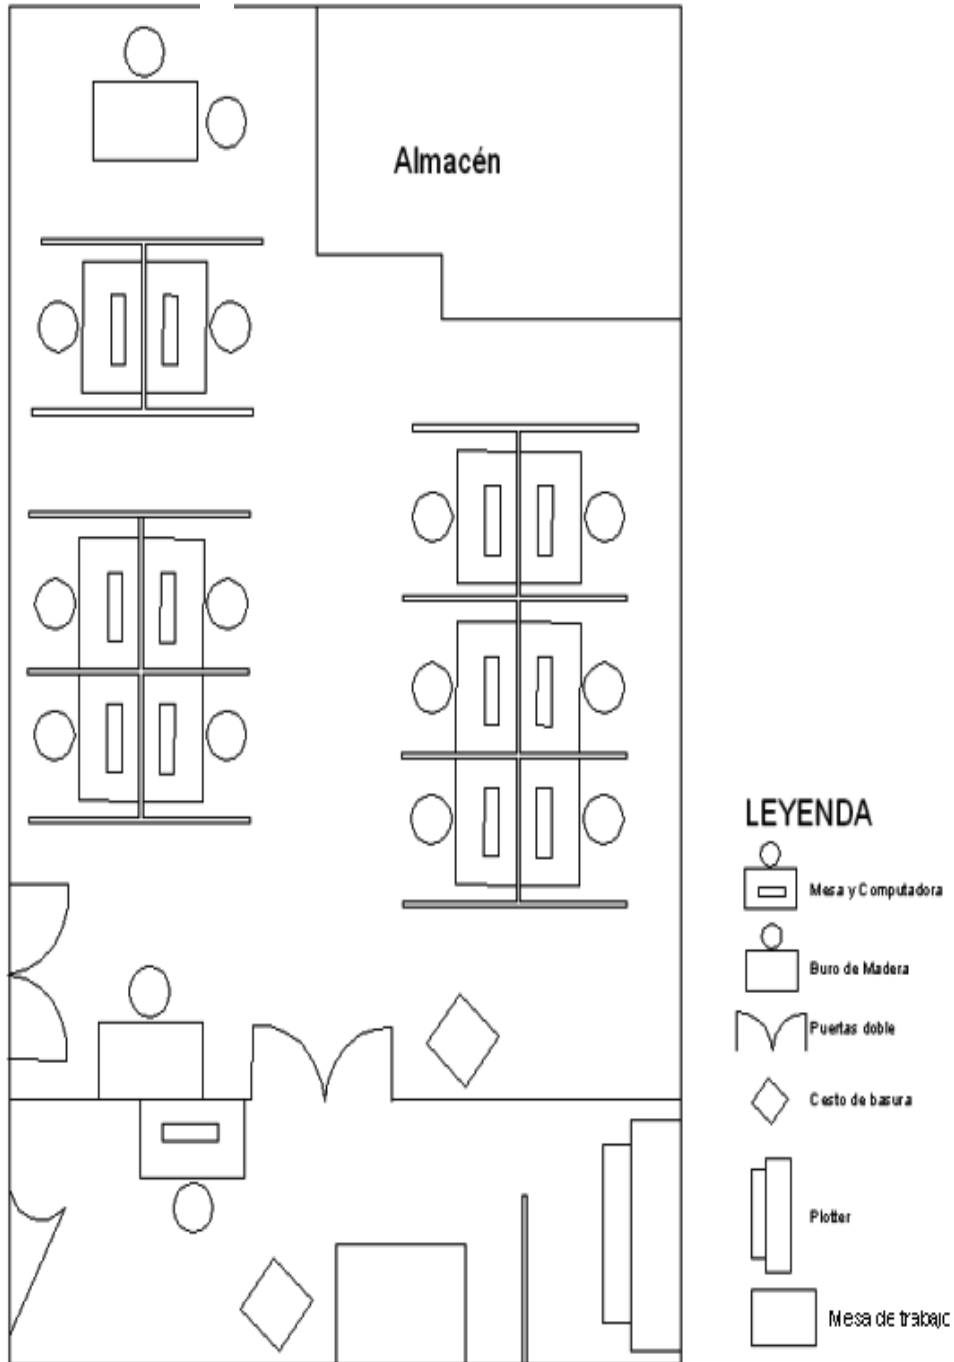 Almacén
LEYENDA
Mesa y Computadora
Buro de Madera
Puertas doble
Cesto de basura
Plotter
Mesa de trabajo